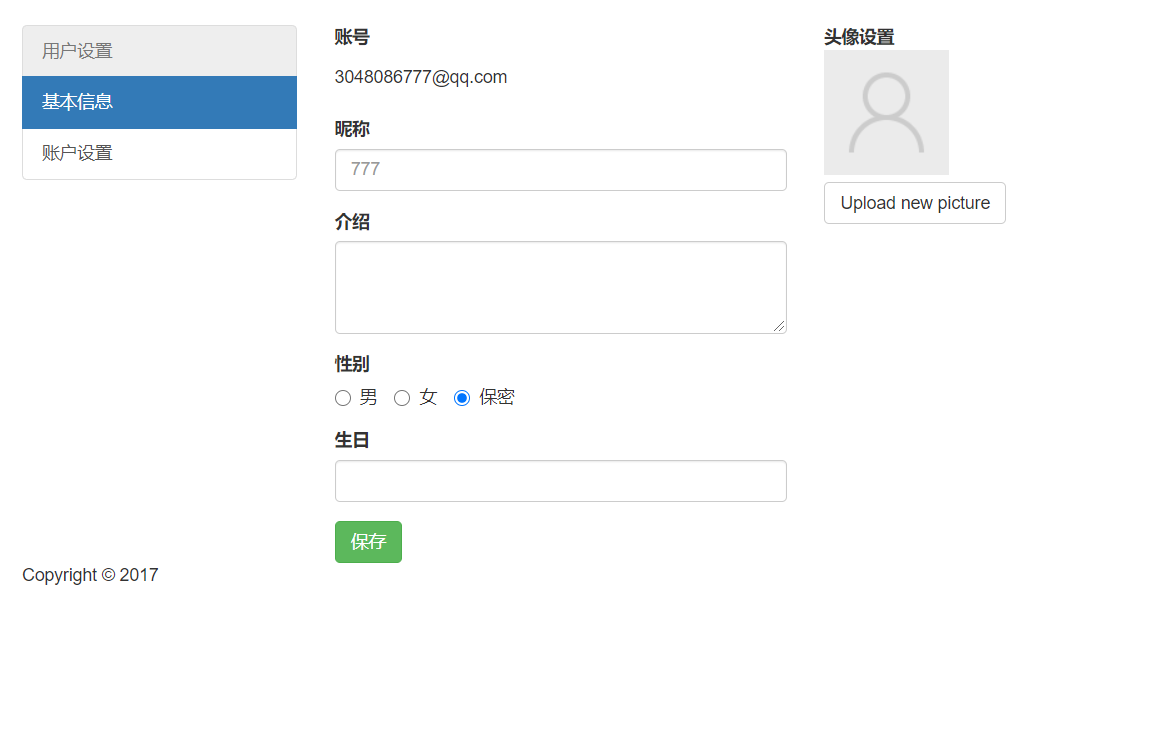 用户设置
基本信息
账户设置
账号
3048086777@qq.com
昵称
777
介绍
性别
男 女 保密
生日
保存
头像设置
Upload new picture
Copyright © 2017